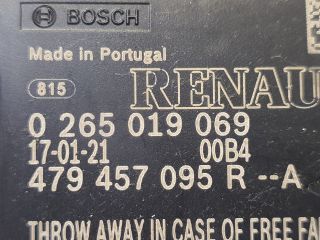 BOSCH
Made in Portugal
815 RENAU
0 265 019 069
17-01-21 00B4
479 457 095 R --A
THROW AWAY IN CASE OF FREE FA